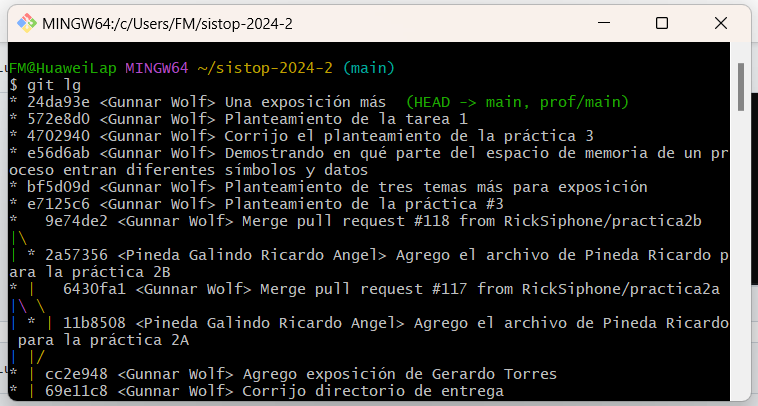 MINGW64:/c/Users/FM/sistop-2024-2
FM@HuaweiLap MINGW64 ~/sistop-2024-2 (main)
$ git lg
* 24da93e <Gunnar Wolf> Una exposición más  (HEAD -> main, prof/main)
* 572e8d0 <Gunnar Wolf> Planteamiento de la tarea 1
* 4702940 <Gunnar Wolf> Corrijo el planteamiento de la práctica 3
* e56d6ab <Gunnar Wolf> Demostrando en qué parte del espacio de memoria de un pr
oceso entran diferentes símbolos y datos
* bf5d09d <Gunnar Wolf> Planteamiento de tres temas más para exposición
* e7125c6 <Gunnar Wolf> Planteamiento de la práctica #3
*   9e74de2 <Gunnar Wolf> Merge pull request #118 from RickSiphone/practica2b
|\
| * 2a57356 <Pineda Galindo Ricardo Angel> Agrego el archivo de Pineda Ricardo p
ara la práctica 2B
* |   6430fa1 <Gunnar Wolf> Merge pull request #117 from RickSiphone/practica2a
|\ \
| * | 11b8508 <Pineda Galindo Ricardo Angel> Agrego el archivo de Pineda Ricardo
 para la práctica 2A
| |/
* | cc2e948 <Gunnar Wolf> Agrego exposición de Gerardo Torres
* | 69e11c8 <Gunnar Wolf> Corrijo directorio de entrega